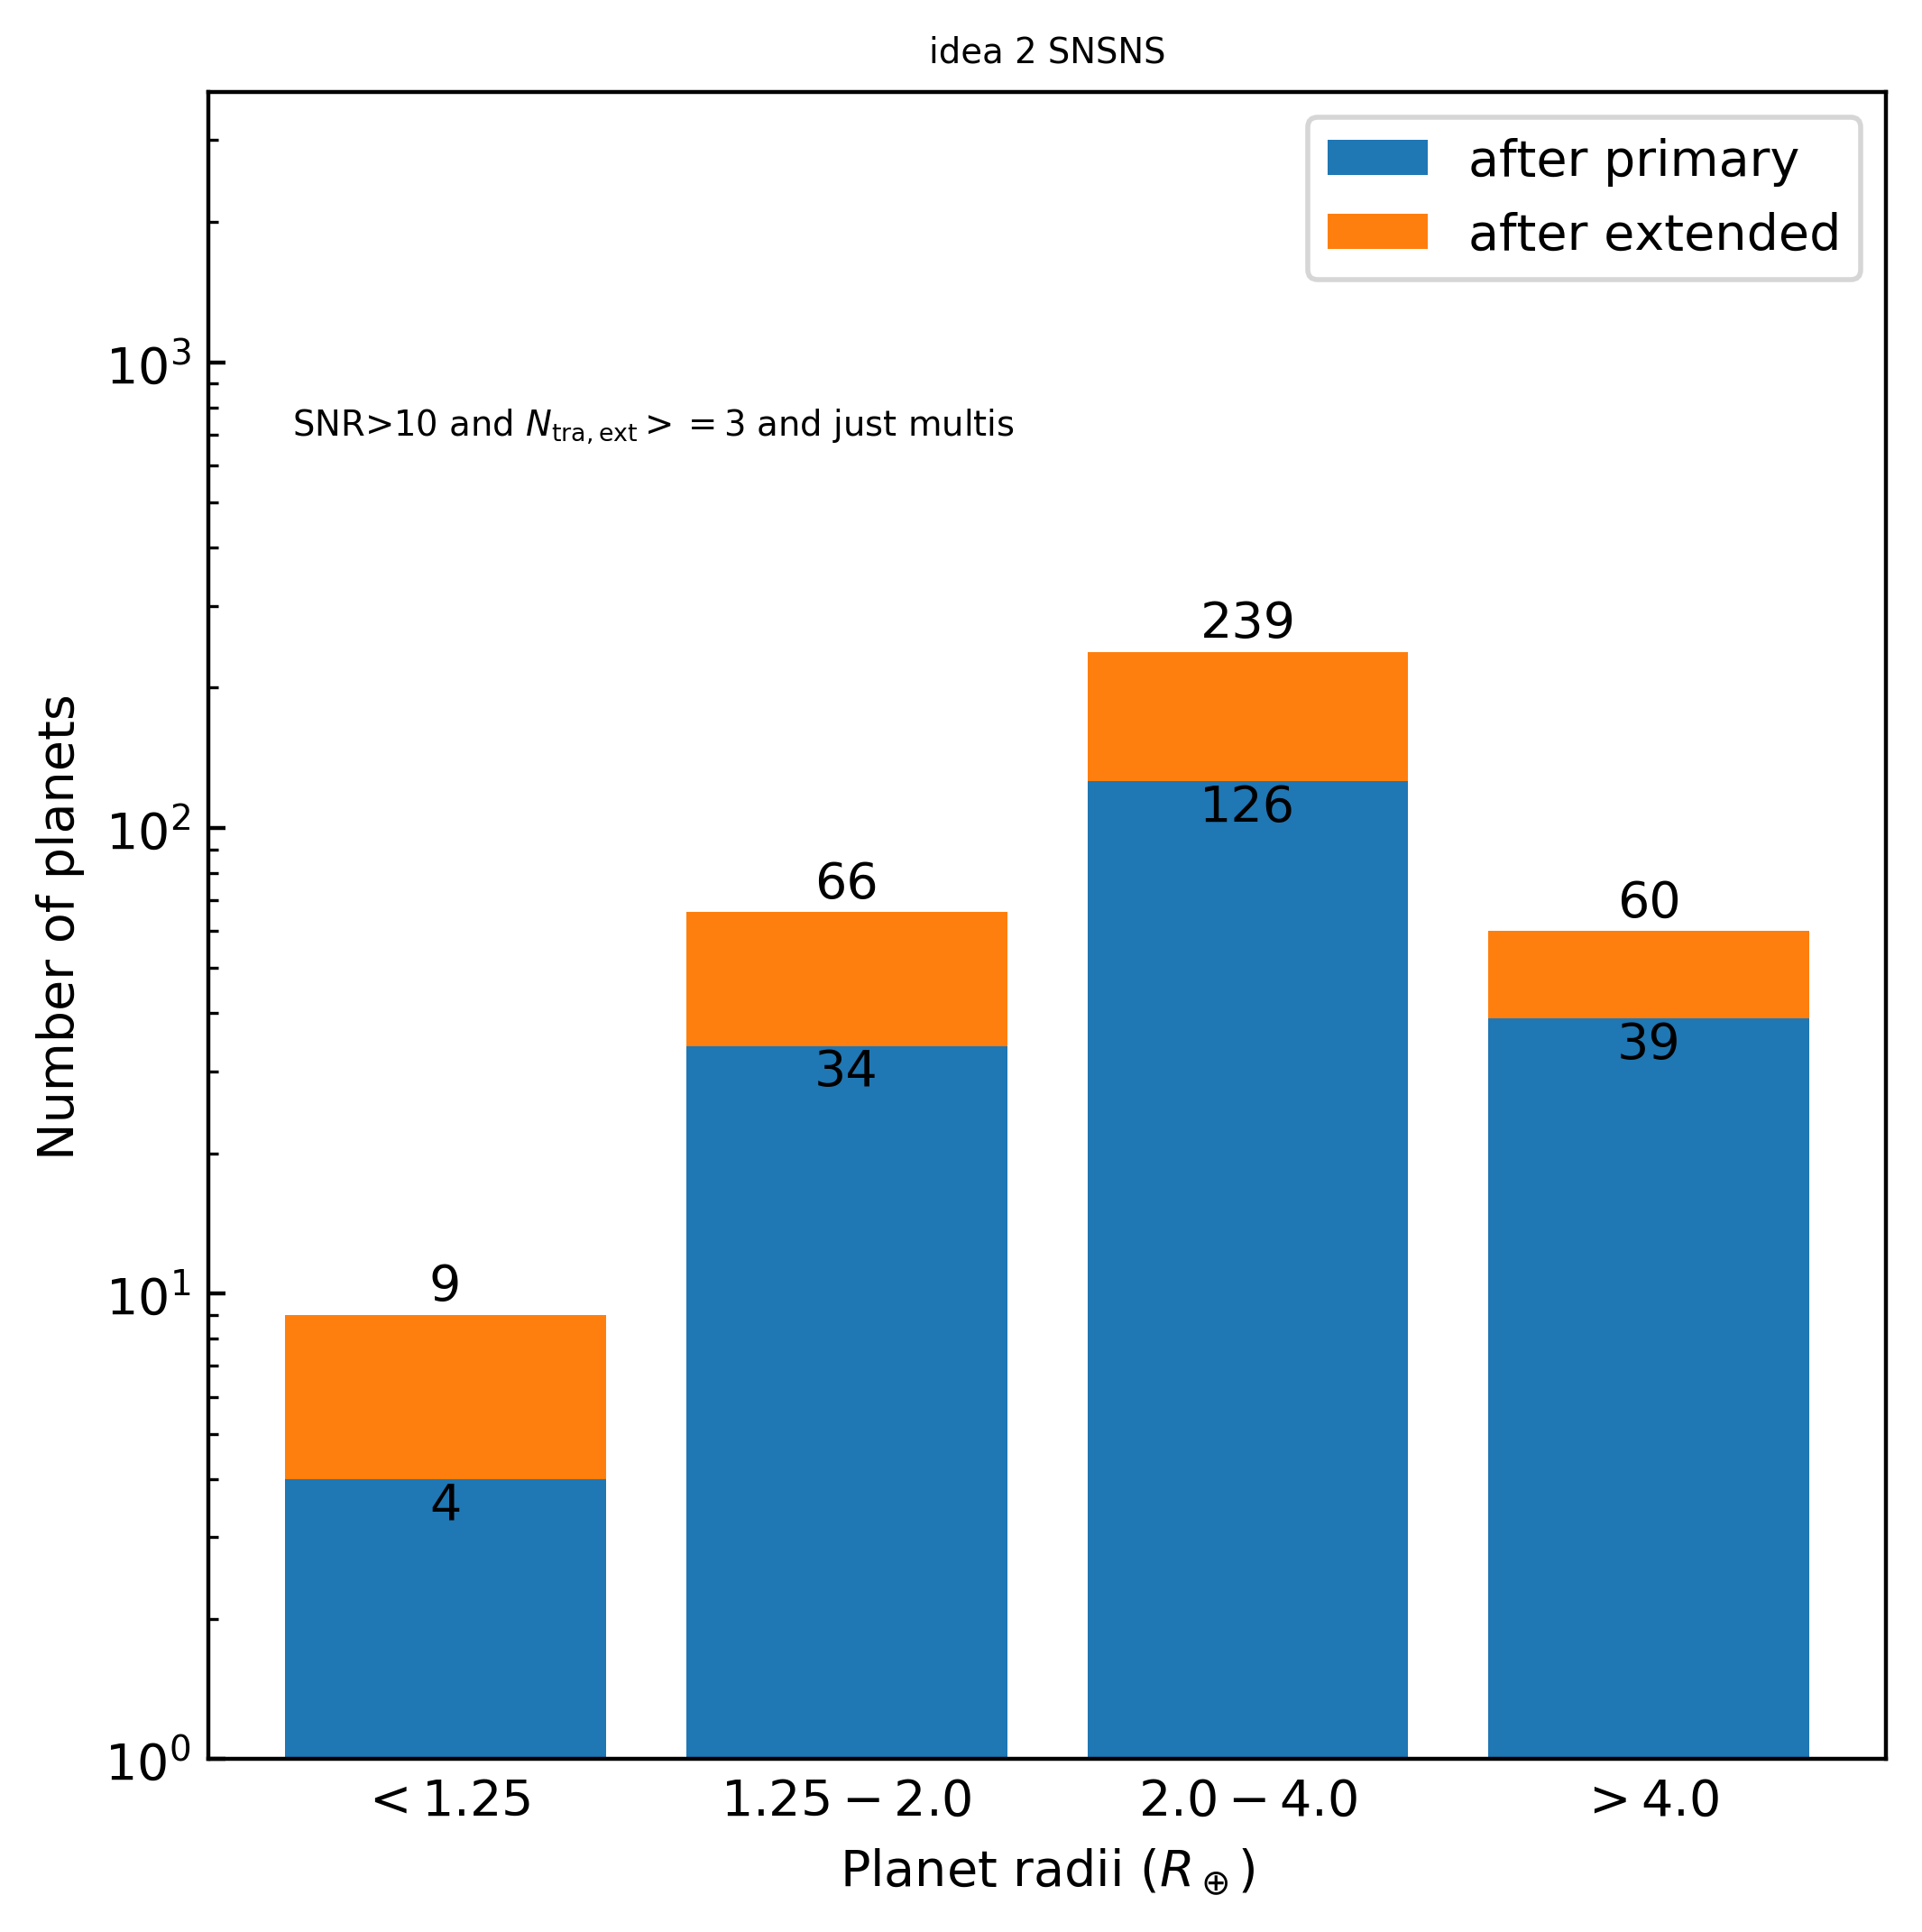 idea 2 SNSNS
after primary
after extended
10³
SNR>10 and N_tra,ext >= 3 and just multis
239
126
10²
66
60
34
39
9
10¹
4
10⁰
Number of planets
< 1.25
1.25 − 2.0
2.0 − 4.0
> 4.0
Planet radii (R⊕)